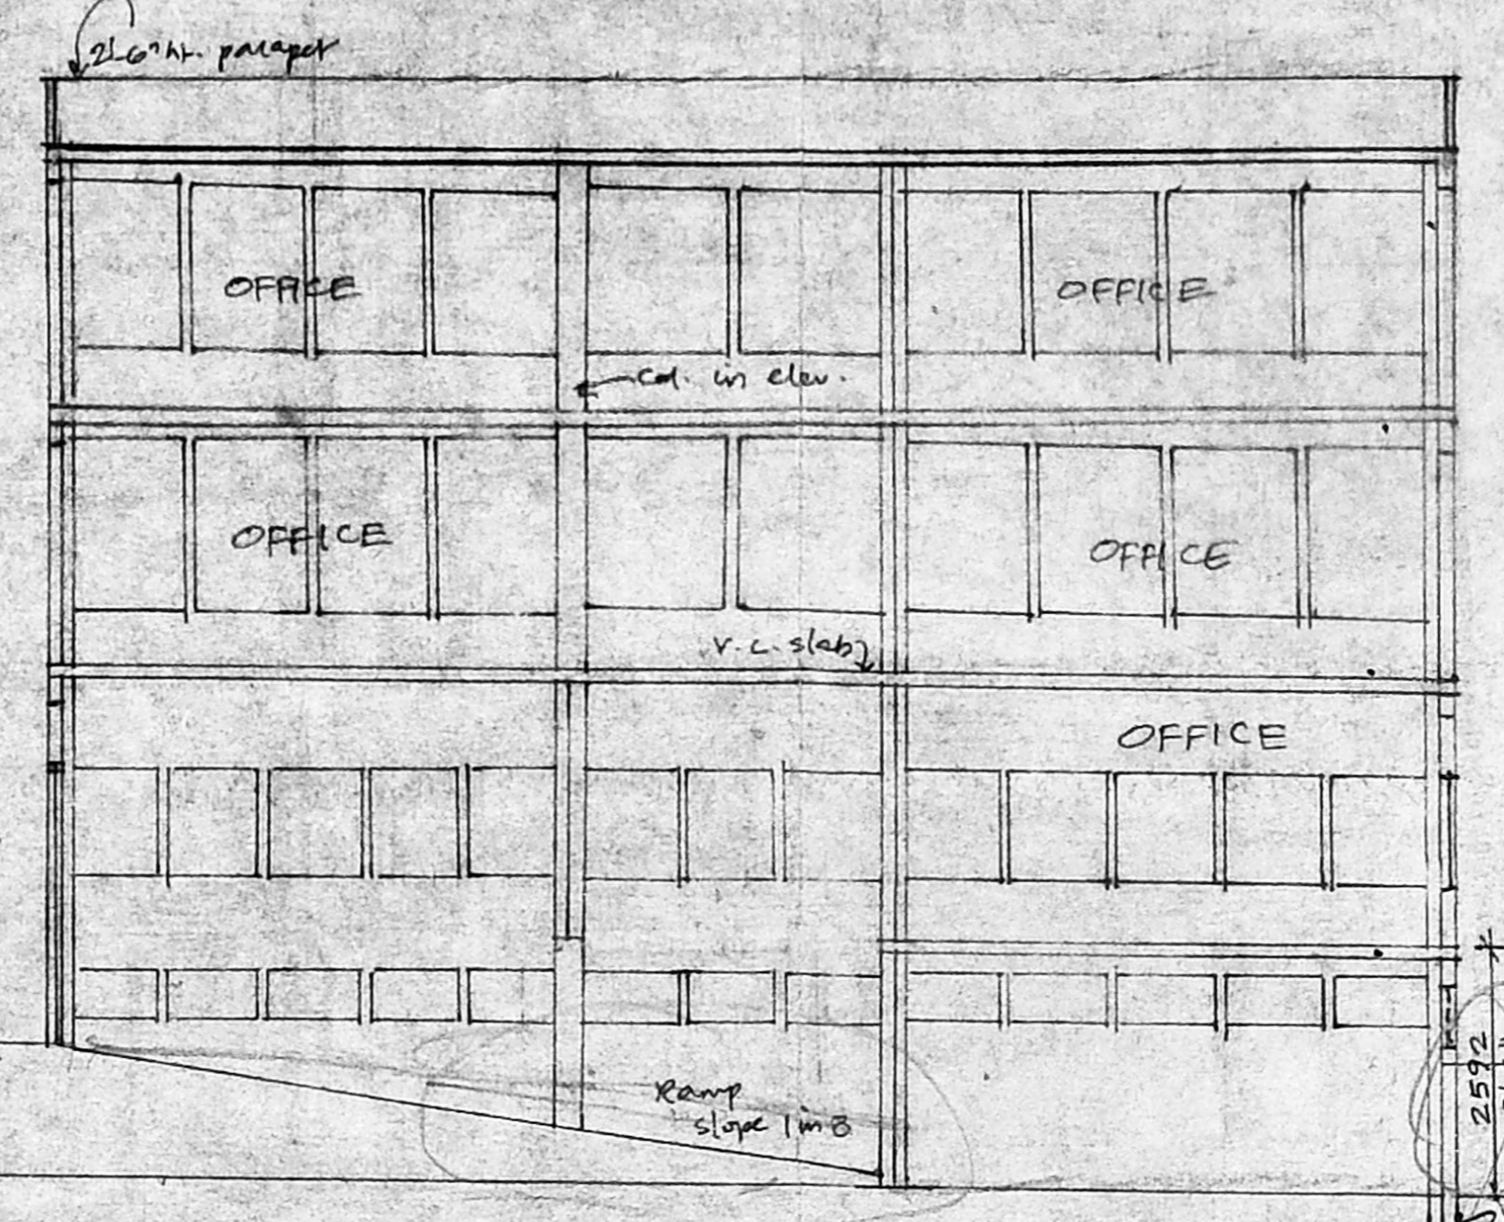 2'-6" ht. parapet
OFFICE OFFICE
Col. in elev.
OFFICE OFFICE
r.c. slab
OFFICE
Ramp
slope 1 in 8
2592